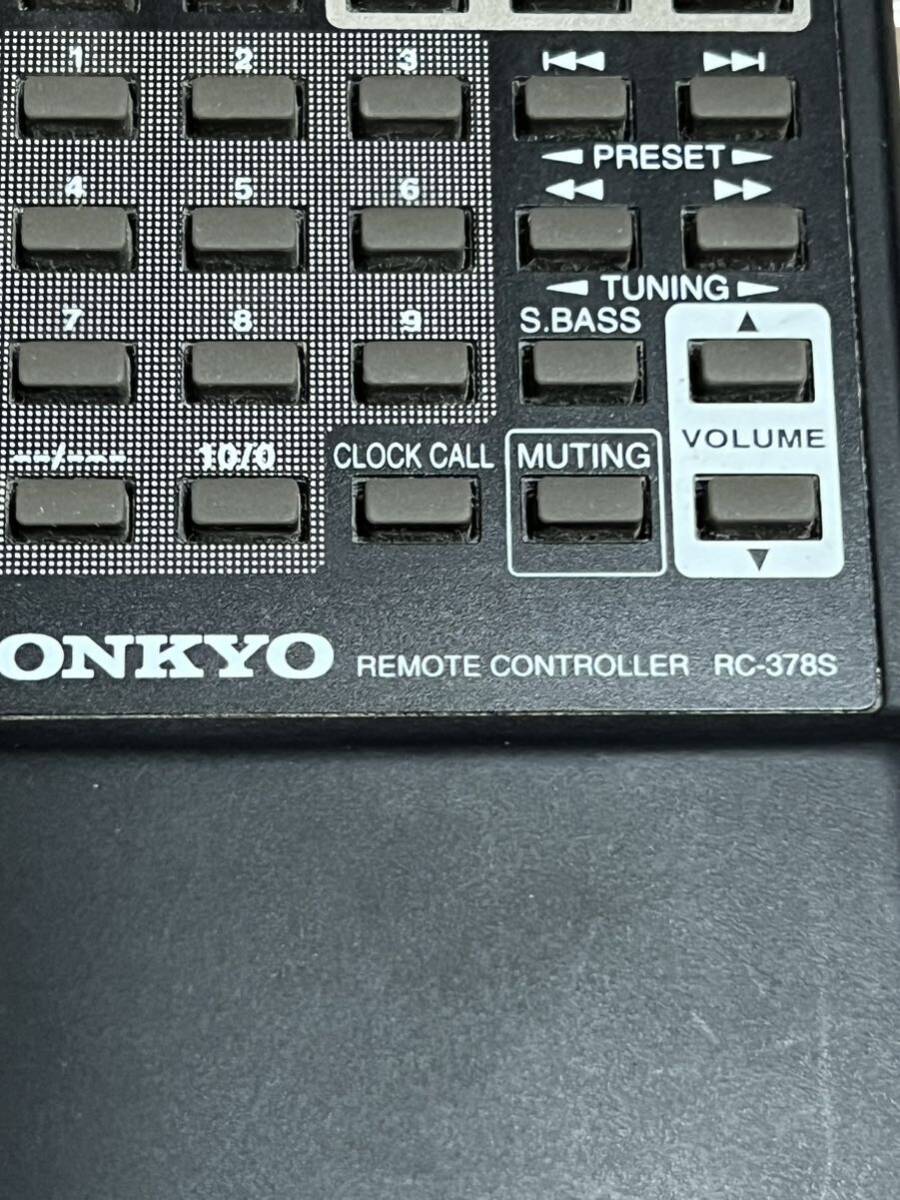 1 2 3 |◀◀ ▶▶|
◀ PRESET ▶
4 5 6 ◀◀ ▶▶
◀ TUNING ▶
7 8 9 S.BASS ▲
VOLUME
--/--- 10/0 CLOCK CALL MUTING
▼
ONKYO REMOTE CONTROLLER RC-378S